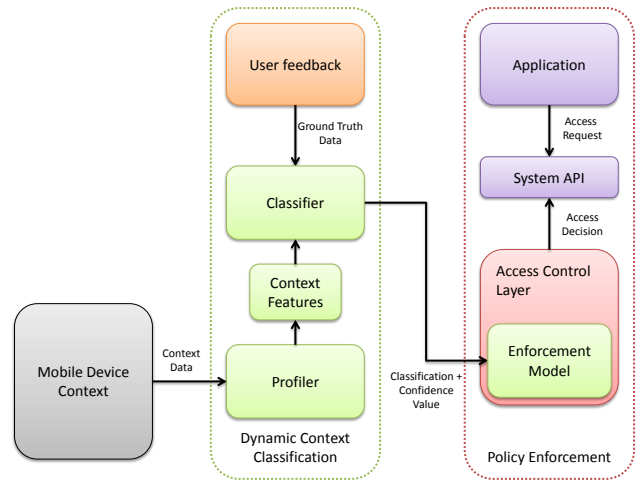 User feedback
Ground Truth
Data
Classifier
Context
Features
Profiler
Mobile Device
Context
Context
Data
Dynamic Context
Classification
Classification +
Confidence
Value
Application
Access
Request
System API
Access
Decision
Access Control
Layer
Enforcement
Model
Policy Enforcement